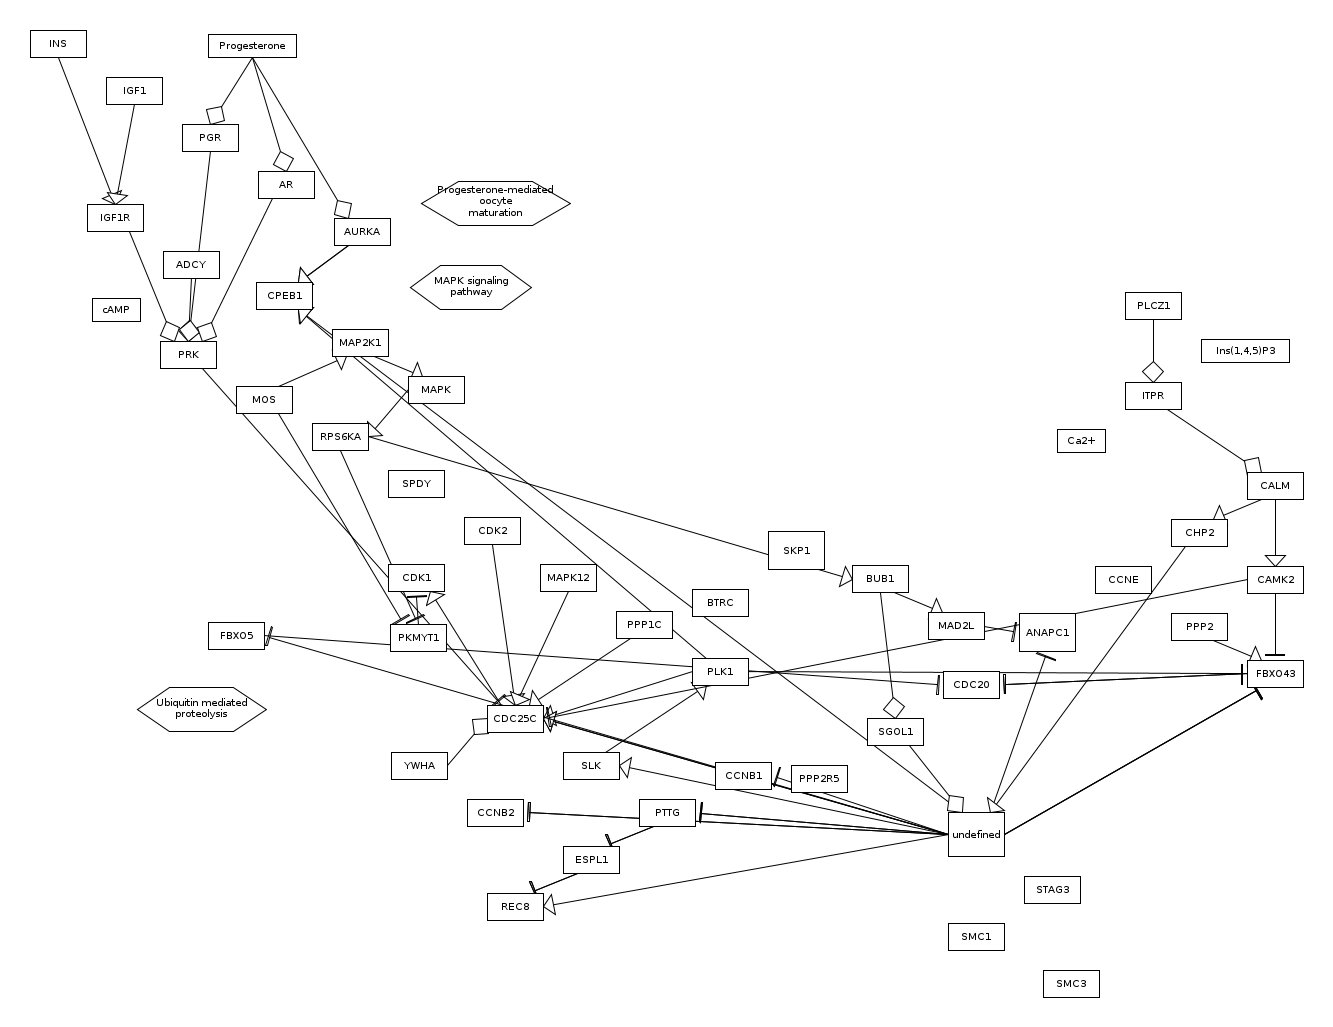 INS
Progesterone
IGF1
PGR
AR
Progesterone-mediated
oocyte
maturation
IGF1R
AURKA
ADCY
MAPK signaling
pathway
CPEB1
cAMP
PLCZ1
MAP2K1
PRK
Ins(1,4,5)P3
MAPK
ITPR
MOS
RPS6KA
Ca2+
SPDY
CALM
CDK2
CHP2
SKP1
CDK1
MAPK12
BUB1
CCNE
CAMK2
BTRC
PPP1C
MAD2L
PPP2
FBXO5
PKMYT1
ANAPC1
PLK1
FBXO43
CDC20
Ubiquitin mediated
proteolysis
CDC25C
SGOL1
YWHA
SLK
CCNB1
PPP2R5
CCNB2
PTTG
undefined
ESPL1
STAG3
REC8
SMC1
SMC3